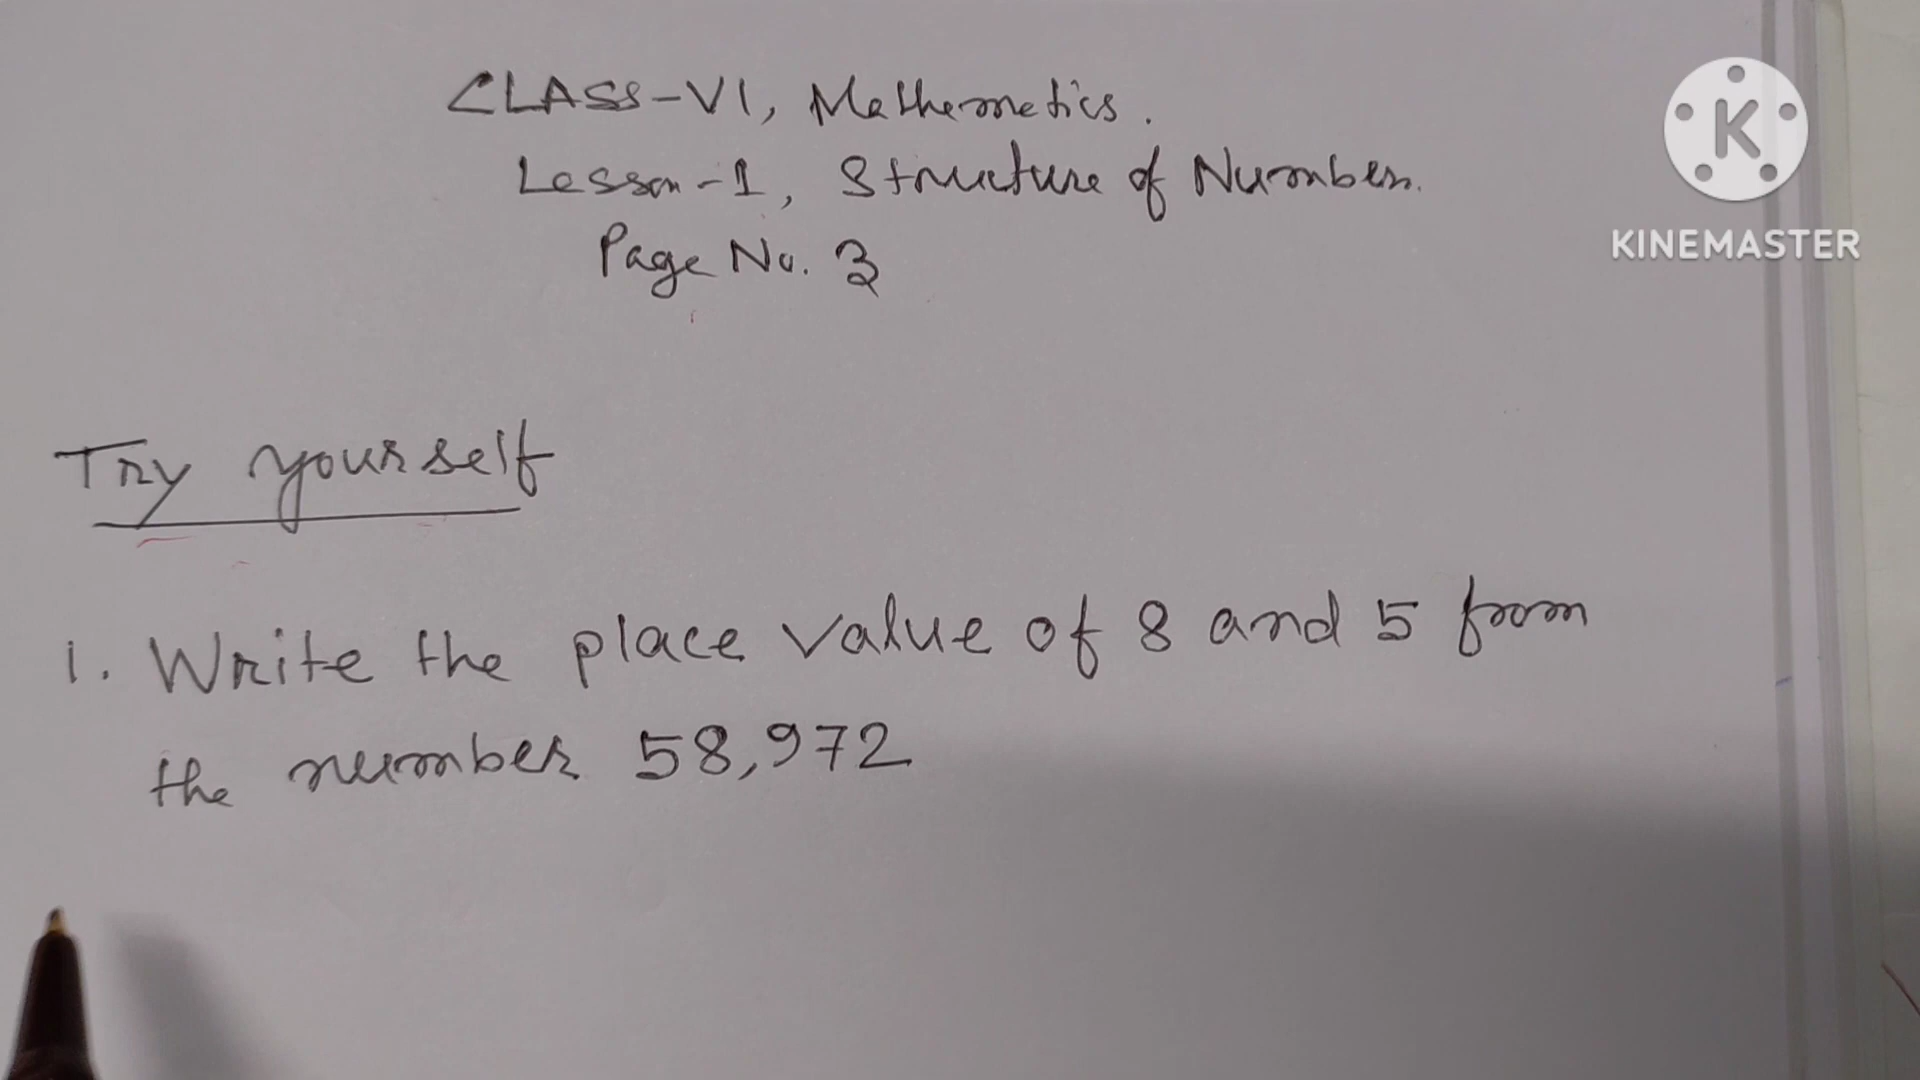 CLASS-VI, Mathematics.
Lesson-1, Structure of Number.
Page No. 3
K
KINEMASTER
Try yourself
1. Write the place value of 8 and 5 from
the number 58,972